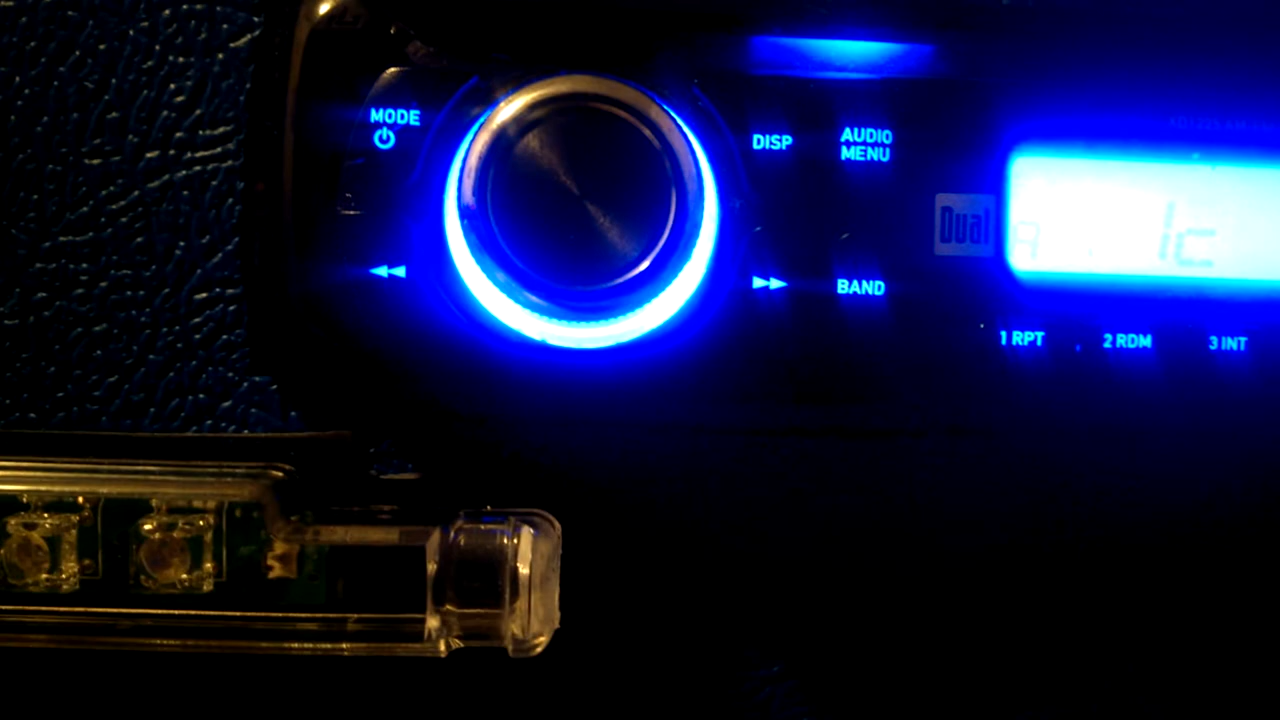 MODE
DISP
AUDIO
MENU
Dual
BAND
1 RPT
2 RDM
3 INT